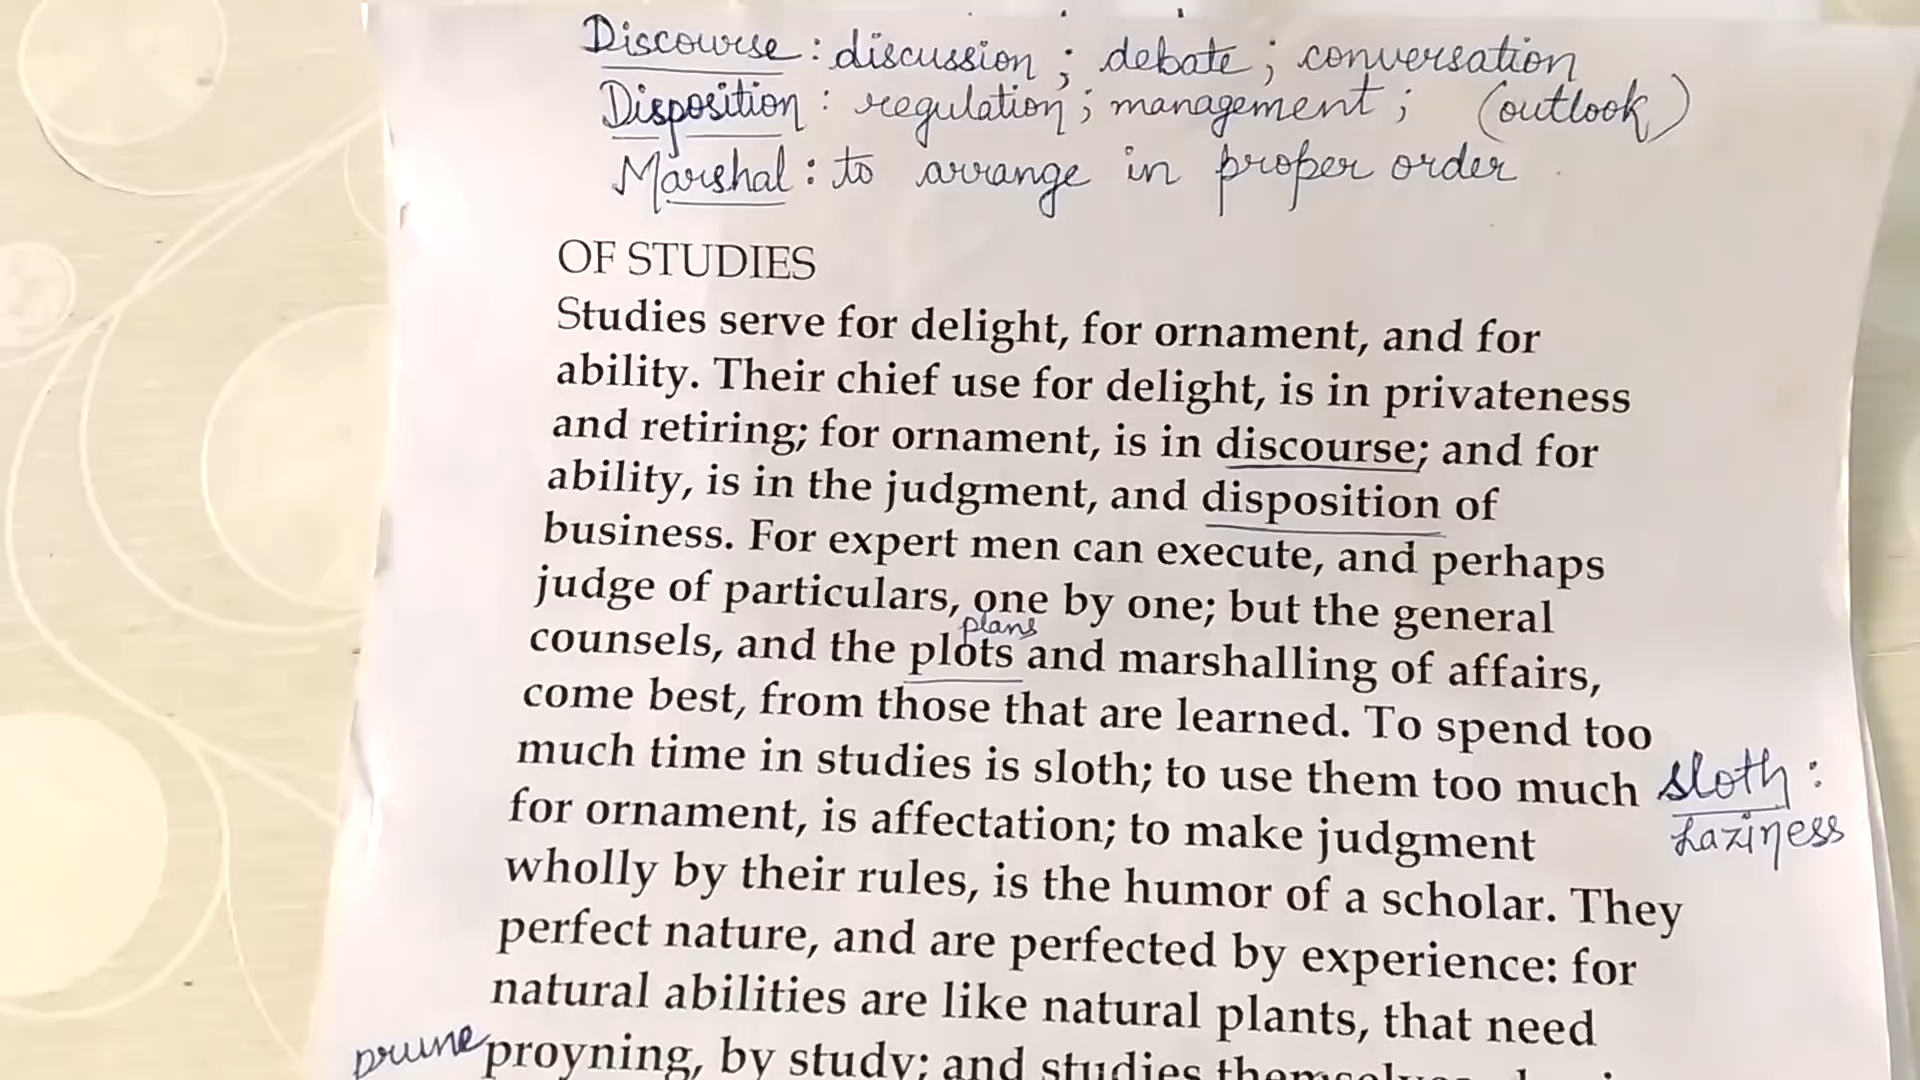 Discourse : discussion ; debate ; conversation
Disposition : regulation ; management ; (outlook)
Marshal : to arrange in proper order
OF STUDIES
Studies serve for delight, for ornament, and for
ability. Their chief use for delight, is in privateness
and retiring; for ornament, is in discourse; and for
ability, is in the judgment, and disposition of
business. For expert men can execute, and perhaps
judge of particulars, one by one; but the general
plans
counsels, and the plots and marshalling of affairs,
come best, from those that are learned. To spend too
much time in studies is sloth; to use them too much
sloth :
Laziness
for ornament, is affectation; to make judgment
wholly by their rules, is the humor of a scholar. They
perfect nature, and are perfected by experience: for
natural abilities are like natural plants, that need
prune
proyning, by study; and studies themselves